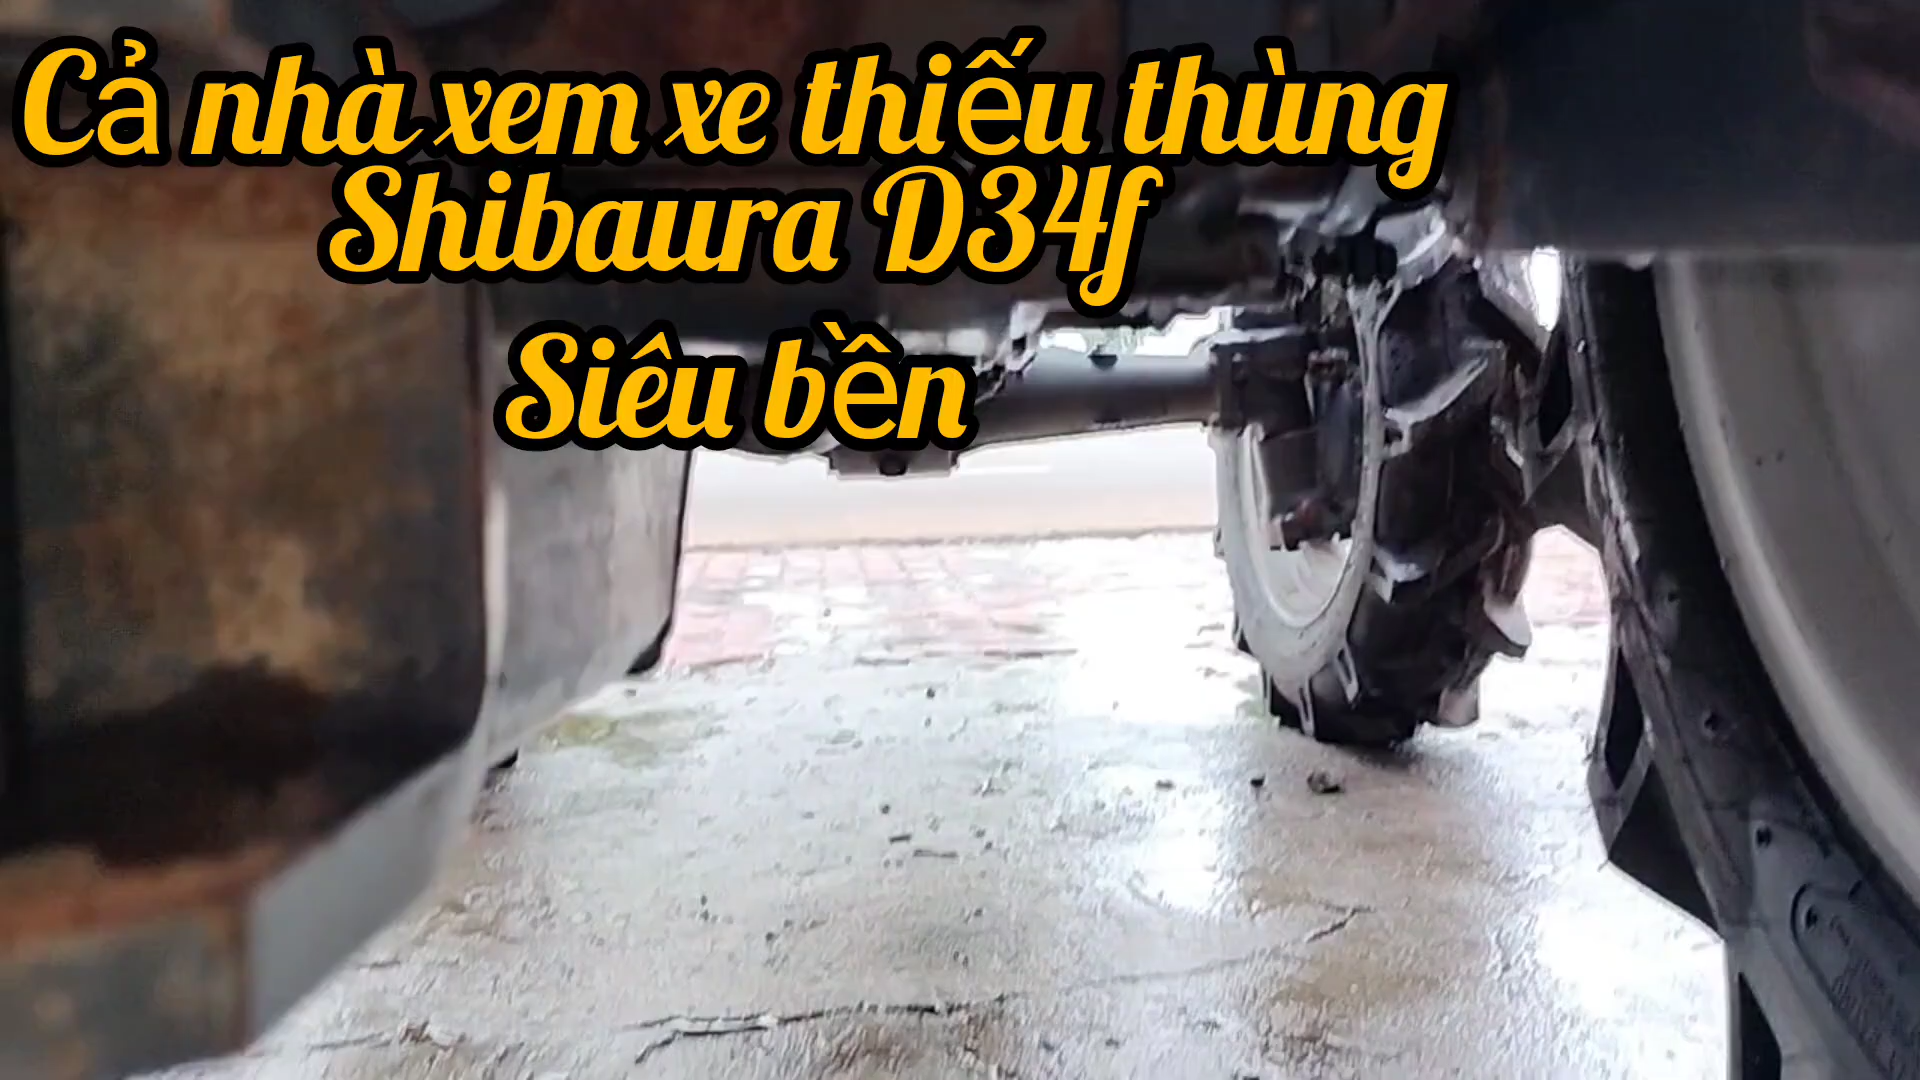 Cả nhà xem xe thiếu thùng
Shibaura D34f
Siêu bền